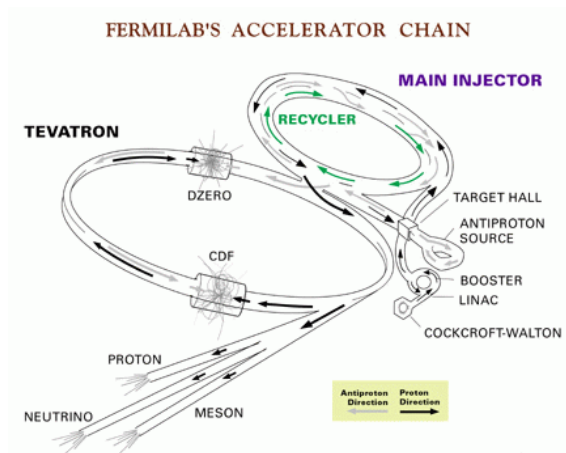 FERMILAB'S ACCELERATOR CHAIN
MAIN INJECTOR
RECYCLER
TEVATRON
DZERO
TARGET HALL
ANTIPROTON
SOURCE
CDF
BOOSTER
LINAC
COCKCROFT-WALTON
PROTON
Antiproton Proton
Direction Direction
NEUTRINO
MESON